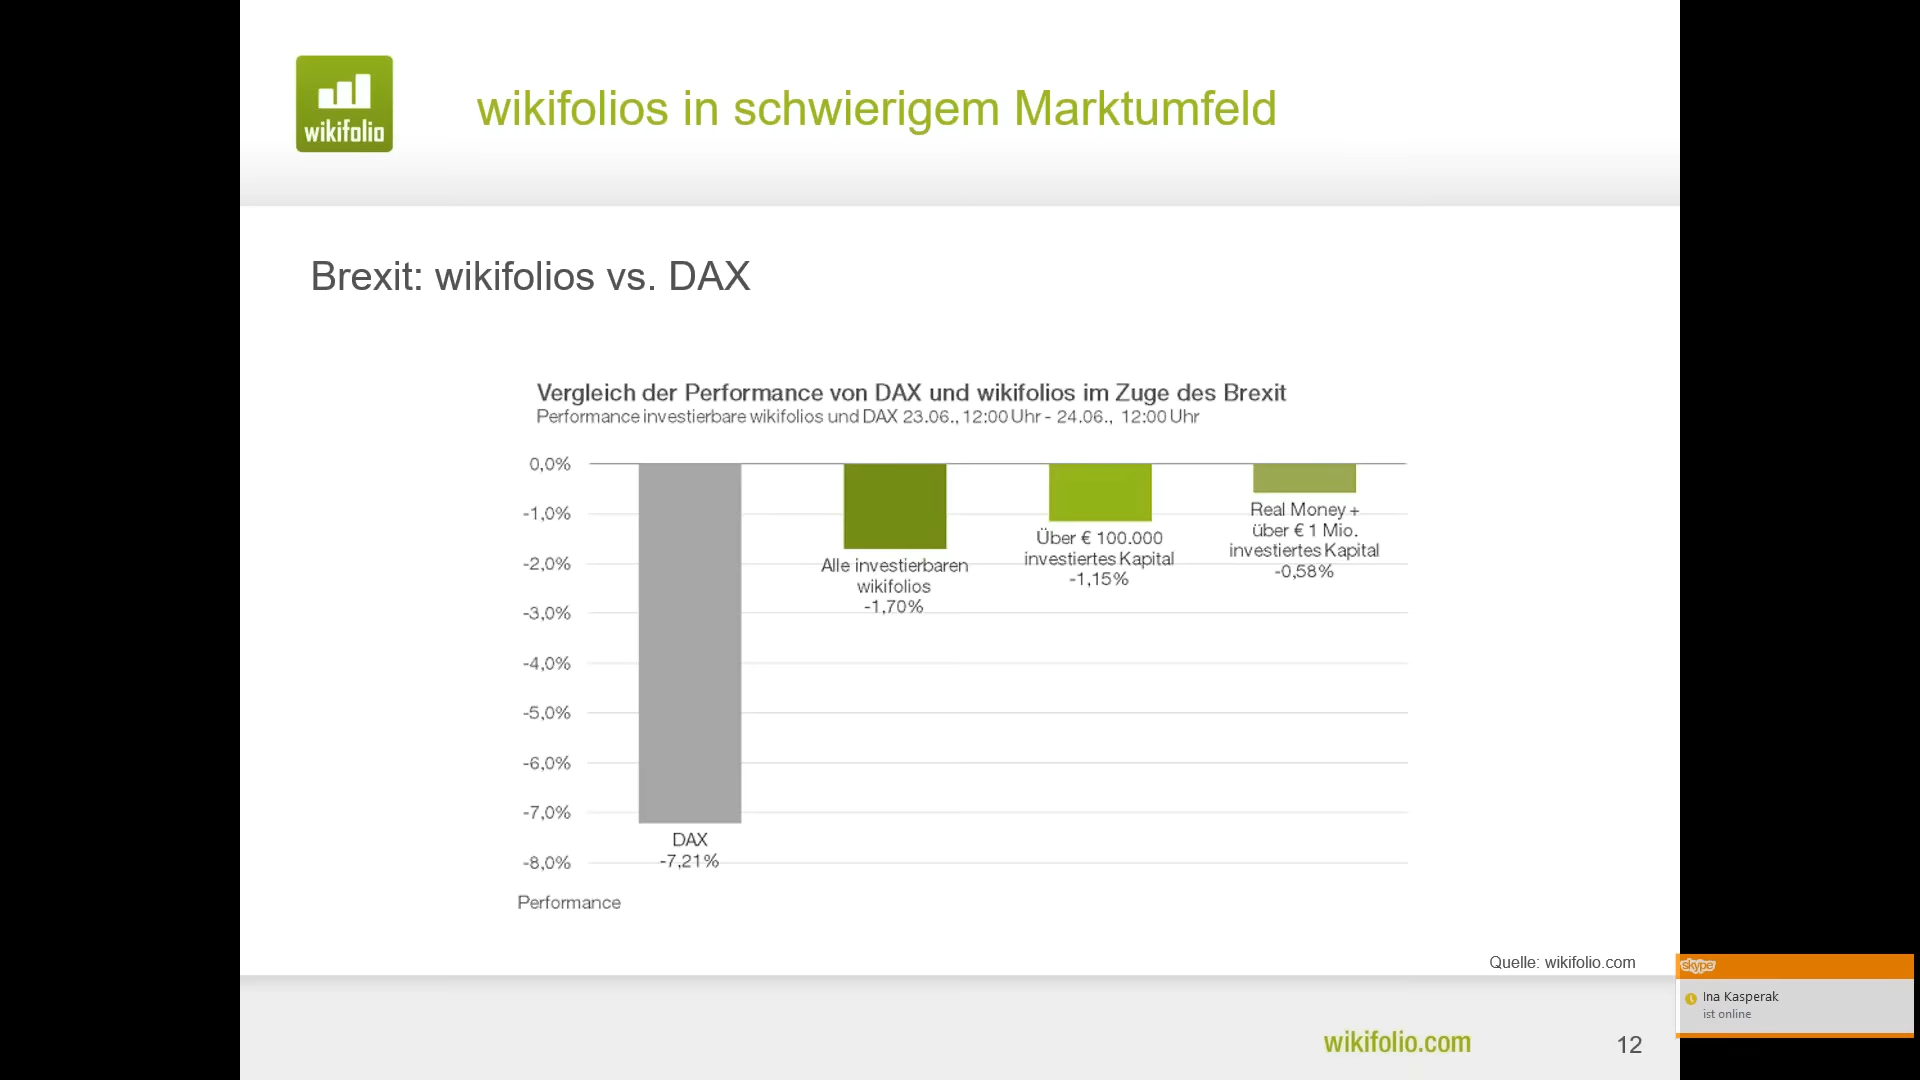 wikifolio
wikifolios in schwierigem Marktumfeld
Brexit: wikifolios vs. DAX
Vergleich der Performance von DAX und wikifolios im Zuge des Brexit
Performance investierbare wikifolios und DAX 23.06., 12:00 Uhr - 24.06., 12:00 Uhr
0,0%
-1,0%
-2,0%
-3,0%
-4,0%
-5,0%
-6,0%
-7,0%
-8,0%
DAX
-7,21%
Alle investierbaren
wikifolios
-1,70%
Über € 100.000
investiertes Kapital
-1,15%
Real Money +
über € 1 Mio.
investiertes Kapital
-0,58%
Performance
Quelle: wikifolio.com
wikifolio.com
12
skype
Ina Kasperak
ist online